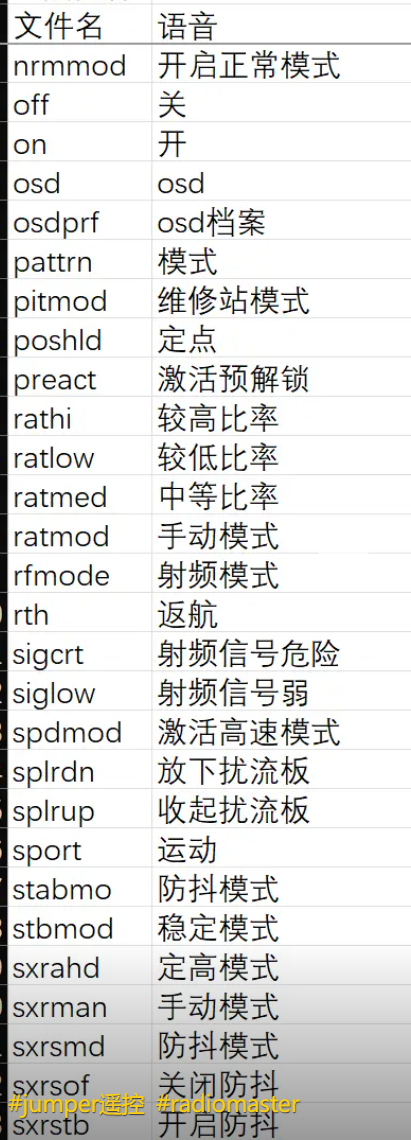 文件名 语音
nrmmod 开启正常模式
off 关
on 开
osd osd
osdprf osd档案
pattrn 模式
pitmod 维修站模式
poshld 定点
preact 激活预解锁
rathi 较高比率
ratlow 较低比率
ratmed 中等比率
ratmod 手动模式
rfmode 射频模式
rth 返航
sigcrt 射频信号危险
siglow 射频信号弱
spdmod 激活高速模式
splrdn 放下扰流板
splrup 收起扰流板
sport 运动
stabmo 防抖模式
stbmod 稳定模式
sxrahd 定高模式
sxrman 手动模式
sxrsmd 防抖模式
sxrsof 关闭防抖
#jumper遥控 #radiomaster
sxrstb 开启防抖